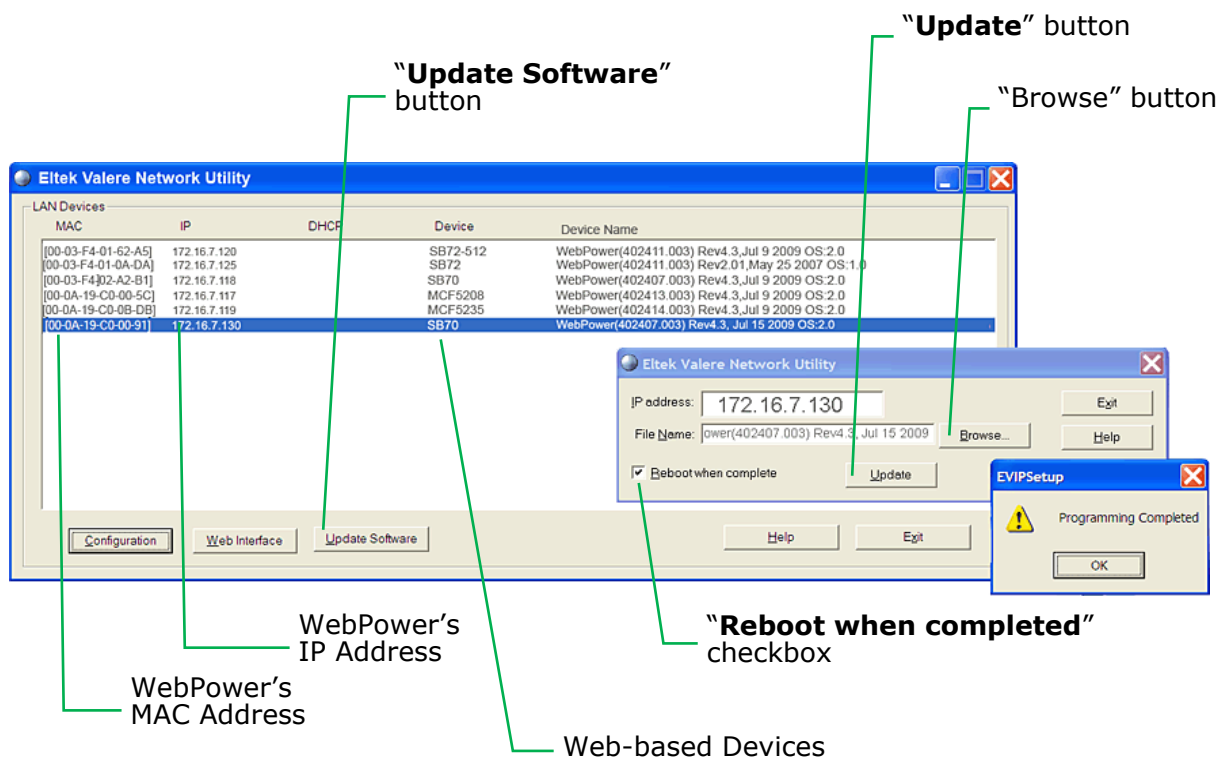 “Update” button
“Update Software”
button
“Browse” button
Eltek Valere Network Utility
LAN Devices
MAC IP DHCP Device Device Name
[00-03-F4-01-62-A5] 172.16.7.120 SB72-512 WebPower(402411.003) Rev4.3,Jul 9 2009 OS:2.0
[00-03-F4-01-0A-DA] 172.16.7.125 SB72 WebPower(402411.003) Rev2.01,May 25 2007 OS:1.0
[00-03-F4]02-A2-B1] 172.16.7.118 SB70 WebPower(402407.003) Rev4.3,Jul 9 2009 OS:2.0
[00-0A-19-C0-00-5C] 172.16.7.117 MCF5208 WebPower(402413.003) Rev4.3,Jul 9 2009 OS:2.0
[00-0A-19-C0-0B-DB] 172.16.7.119 MCF5235 WebPower(402414.003) Rev4.3,Jul 9 2009 OS:2.0
[00-0A-19-C0-00-91] 172.16.7.130 SB70 WebPower(402407.003) Rev4.3, Jul 15 2009 OS:2.0
Eltek Valere Network Utility
IP address: 172.16.7.130 Exit
File Name: ower(402407.003) Rev4.3, Jul 15 2009 Browse... Help
Reboot when complete Update
EVIPSetup
Programming Completed
OK
Configuration Web Interface Update Software Help Exit
WebPower’s
IP Address
“Reboot when completed”
checkbox
WebPower’s
MAC Address
Web-based Devices